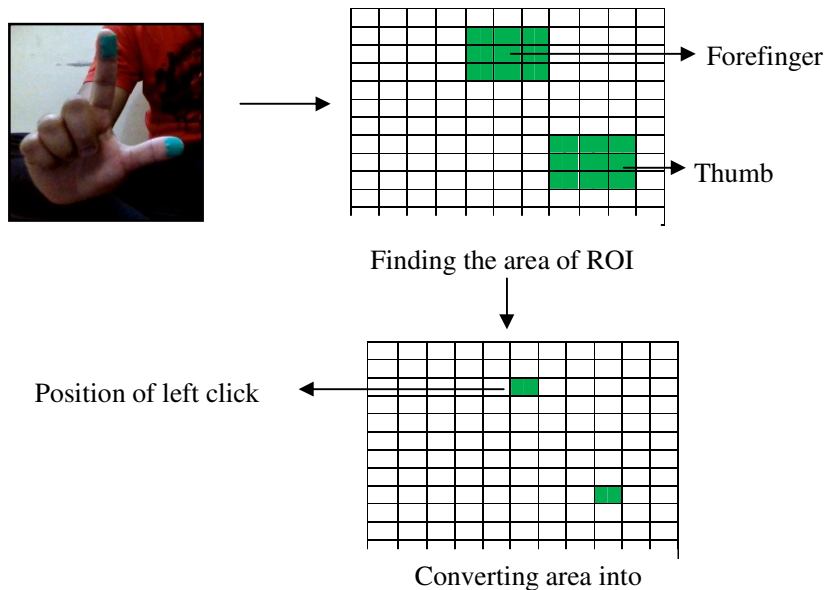 Forefinger
Thumb
Finding the area of ROI
Position of left click
Converting area into